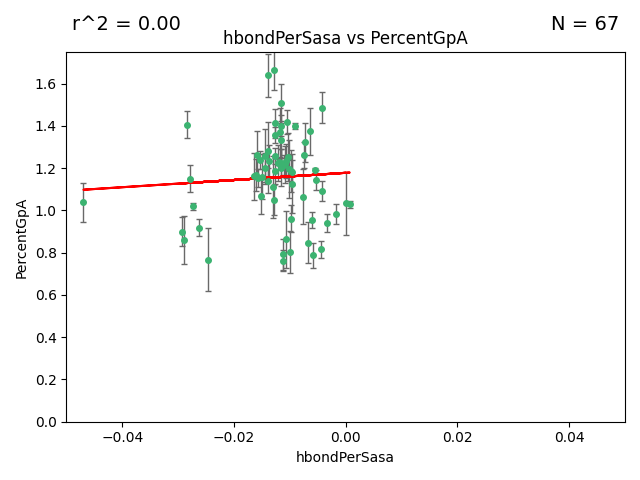 r^2 = 0.00
N = 67
hbondPerSasa vs PercentGpA
PercentGpA
1.6
1.4
1.2
1.0
0.8
0.6
0.4
0.2
0.0
−0.04
−0.02
0.00
0.02
0.04
hbondPerSasa